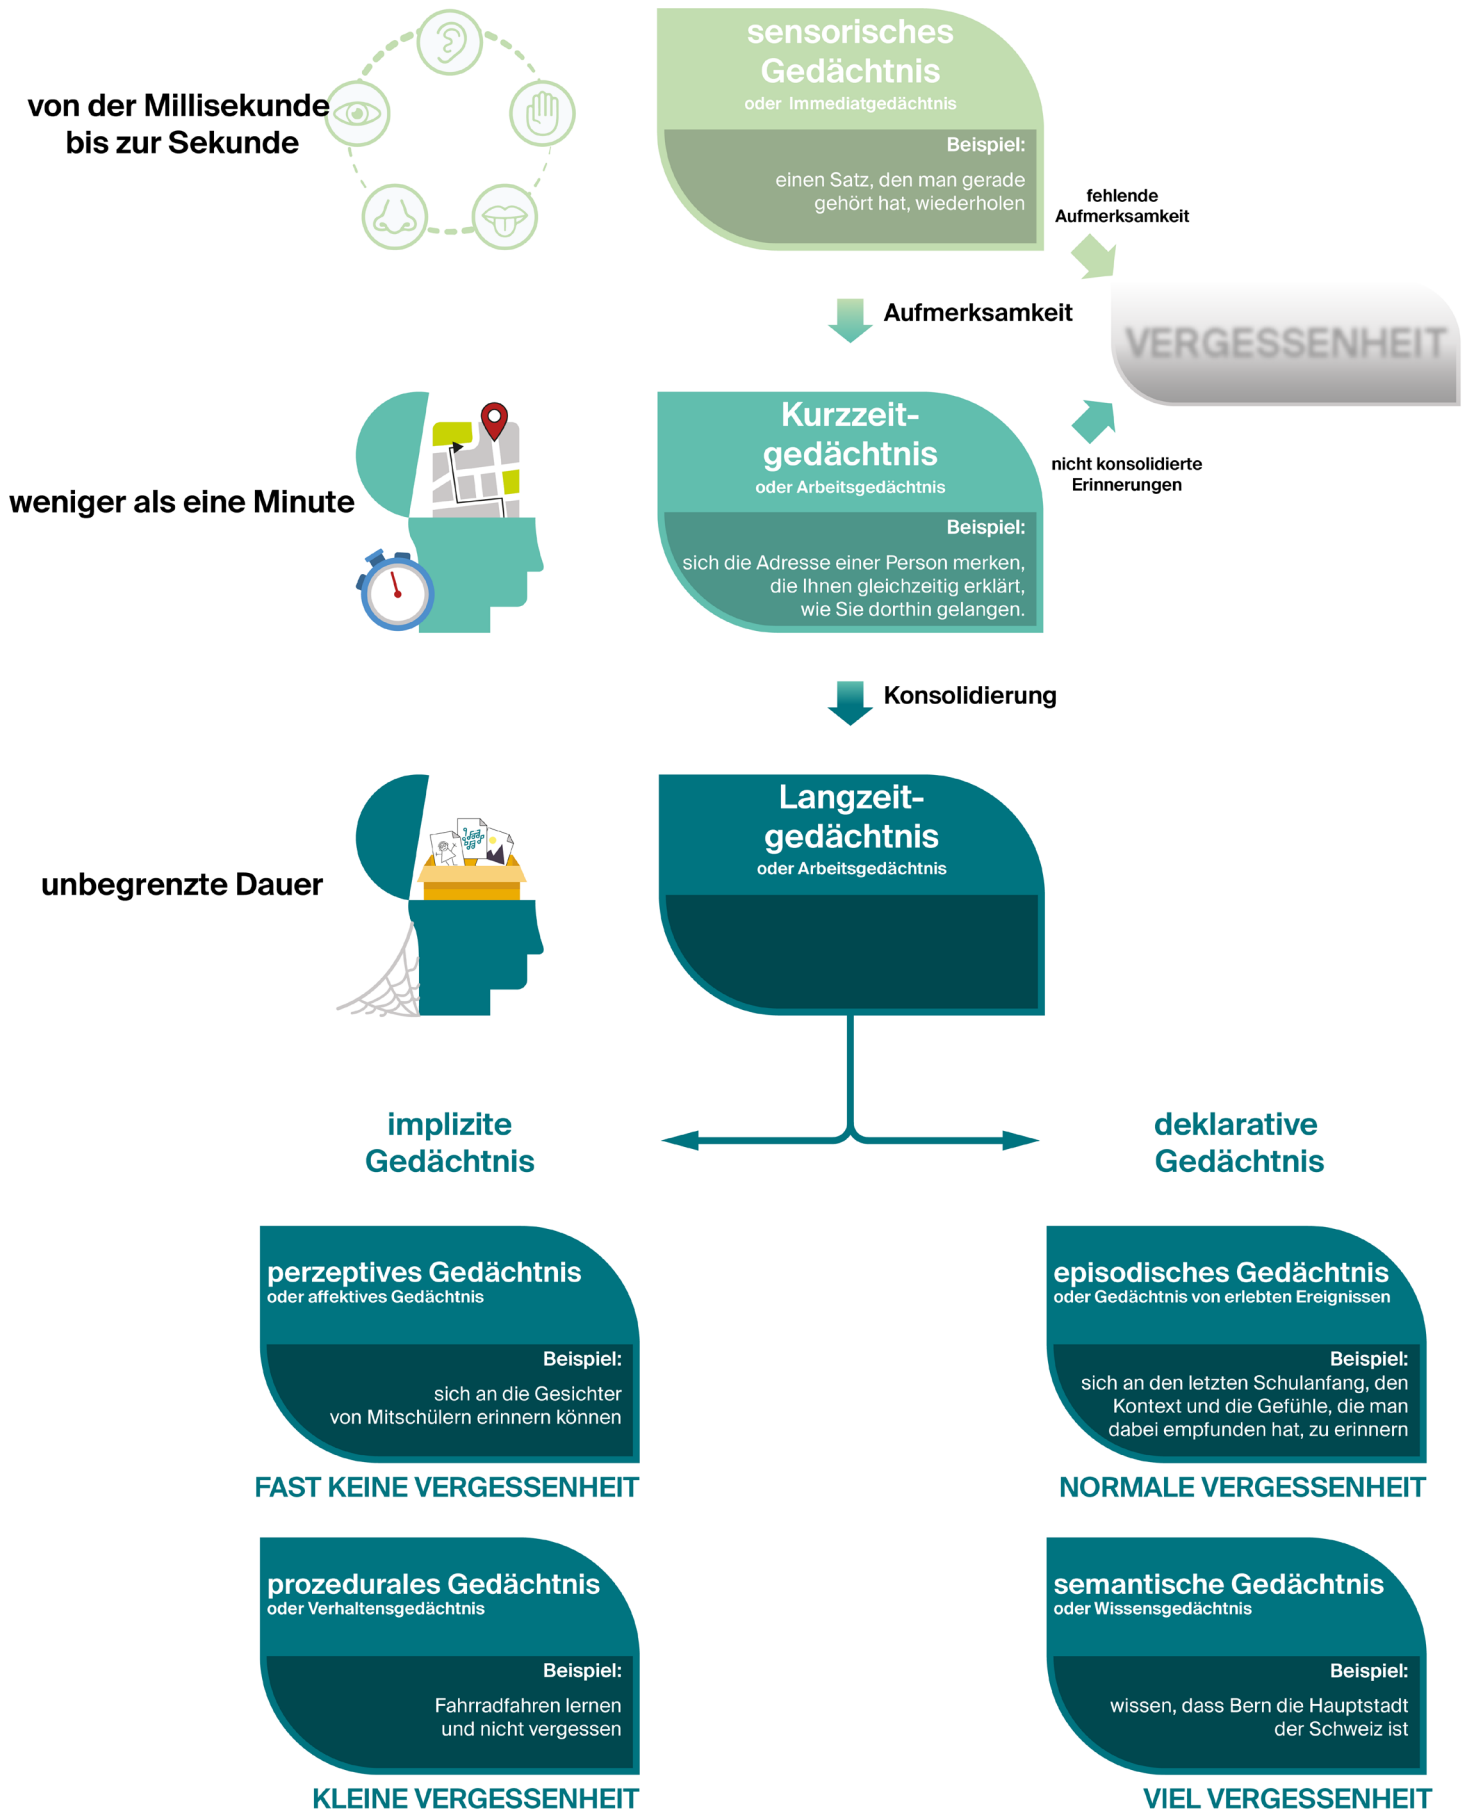 von der Millisekunde
bis zur Sekunde
sensorisches
Gedächtnis
oder Immediatgedächtnis
Beispiel:
einen Satz, den man gerade
gehört hat, wiederholen
fehlende
Aufmerksamkeit
Aufmerksamkeit
VERGESSENHEIT
weniger als eine Minute
Kurzzeit-
gedächtnis
oder Arbeitsgedächtnis
Beispiel:
sich die Adresse einer Person merken,
die Ihnen gleichzeitig erklärt,
wie Sie dorthin gelangen.
nicht konsolidierte
Erinnerungen
Konsolidierung
unbegrenzte Dauer
Langzeit-
gedächtnis
oder Arbeitsgedächtnis
implizite
Gedächtnis
deklarative
Gedächtnis
perzeptives Gedächtnis
oder affektives Gedächtnis
Beispiel:
sich an die Gesichter
von Mitschülern erinnern können
FAST KEINE VERGESSENHEIT
episodisches Gedächtnis
oder Gedächtnis von erlebten Ereignissen
Beispiel:
sich an den letzten Schulanfang, den
Kontext und die Gefühle, die man
dabei empfunden hat, zu erinnern
NORMALE VERGESSENHEIT
prozedurales Gedächtnis
oder Verhaltensgedächtnis
Beispiel:
Fahrradfahren lernen
und nicht vergessen
KLEINE VERGESSENHEIT
semantische Gedächtnis
oder Wissensgedächtnis
Beispiel:
wissen, dass Bern die Hauptstadt
der Schweiz ist
VIEL VERGESSENHEIT